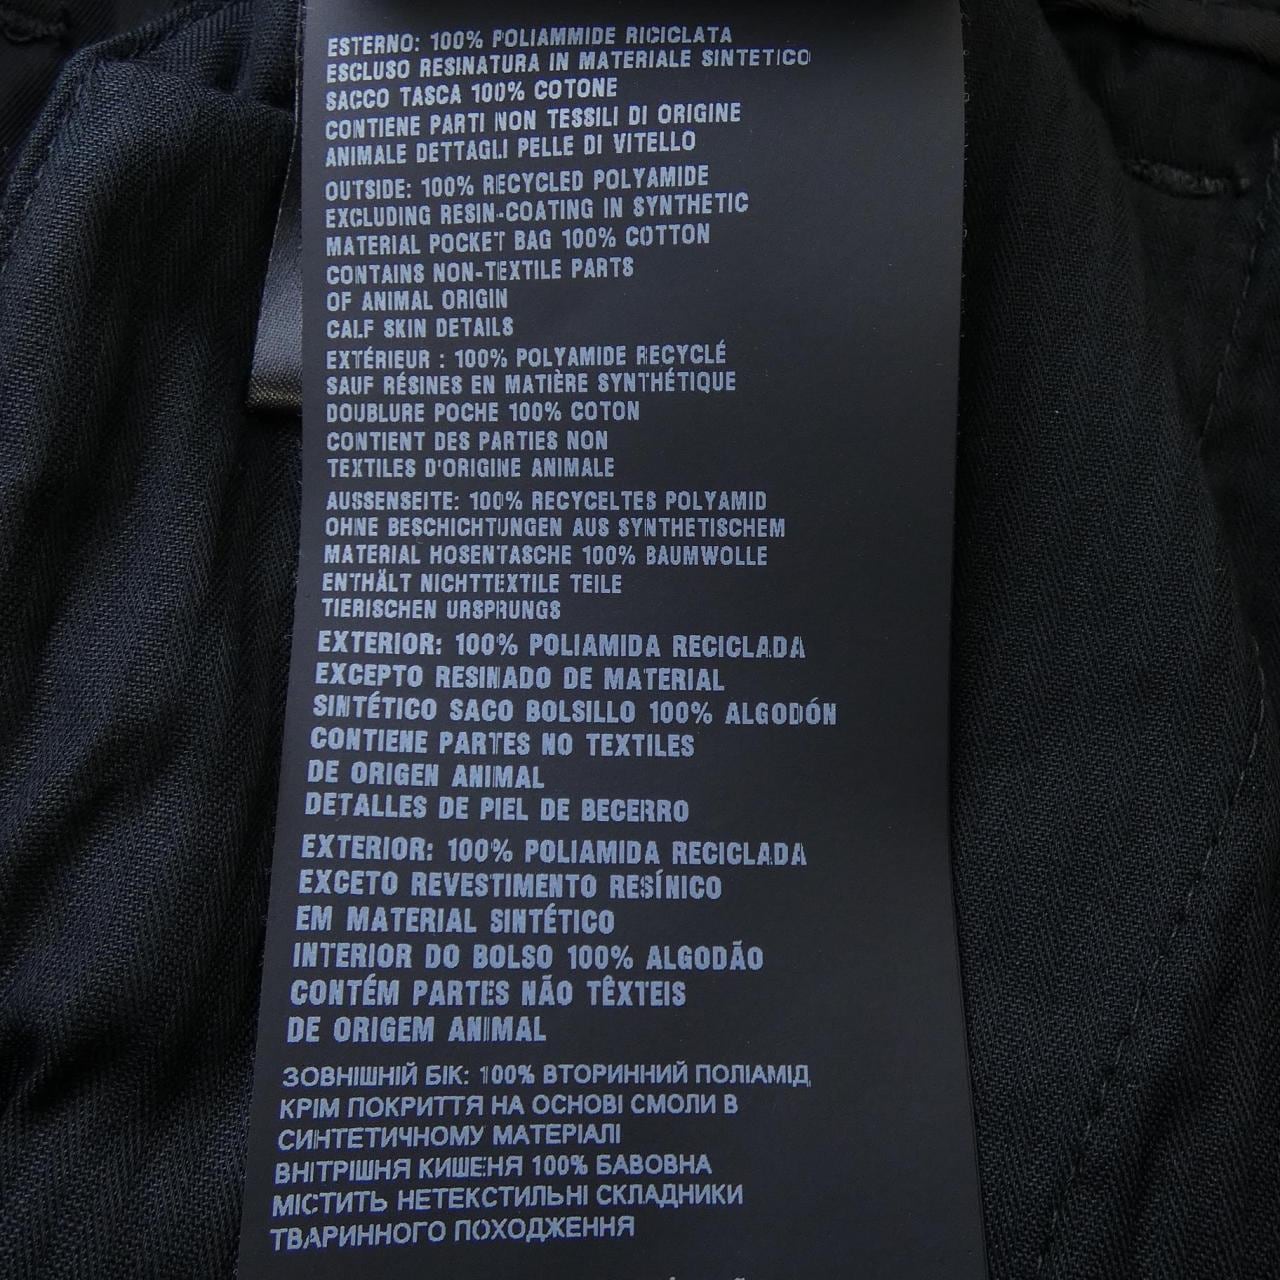 ESTERNO: 100% POLIAMMIDE RICICLATA
ESCLUSO RESINATURA IN MATERIALE SINTETICO
SACCO TASCA 100% COTONE
CONTIENE PARTI NON TESSILI DI ORIGINE
ANIMALE DETTAGLI PELLE DI VITELLO
OUTSIDE: 100% RECYCLED POLYAMIDE
EXCLUDING RESIN-COATING IN SYNTHETIC
MATERIAL POCKET BAG 100% COTTON
CONTAINS NON-TEXTILE PARTS
OF ANIMAL ORIGIN
CALF SKIN DETAILS
EXTÉRIEUR : 100% POLYAMIDE RECYCLÉ
SAUF RÉSINES EN MATIÈRE SYNTHÉTIQUE
DOUBLURE POCHE 100% COTON
CONTIENT DES PARTIES NON
TEXTILES D'ORIGINE ANIMALE
AUSSENSEITE: 100% RECYCELTES POLYAMID
OHNE BESCHICHTUNGEN AUS SYNTHETISCHEM
MATERIAL HOSENTASCHE 100% BAUMWOLLE
ENTHÄLT NICHTTEXTILE TEILE
TIERISCHEN URSPRUNGS
EXTERIOR: 100% POLIAMIDA RECICLADA
EXCEPTO RESINADO DE MATERIAL
SINTÉTICO SACO BOLSILLO 100% ALGODÓN
CONTIENE PARTES NO TEXTILES
DE ORIGEN ANIMAL
DETALLES DE PIEL DE BECERRO
EXTERIOR: 100% POLIAMIDA RECICLADA
EXCETO REVESTIMENTO RESÍNICO
EM MATERIAL SINTÉTICO
INTERIOR DO BOLSO 100% ALGODÃO
CONTÉM PARTES NÃO TÊXTEIS
DE ORIGEM ANIMAL
ЗОВНІШНІЙ БІК: 100% ВТОРИННИЙ ПОЛІАМІД,
КРІМ ПОКРИТТЯ НА ОСНОВІ СМОЛИ В
СИНТЕТИЧНОМУ МАТЕРІАЛІ
ВНІТРІШНЯ КИШЕНЯ 100% БАВОВНА
МІСТИТЬ НЕТЕКСТИЛЬНІ СКЛАДНИКИ
ТВАРИННОГО ПОХОДЖЕННЯ